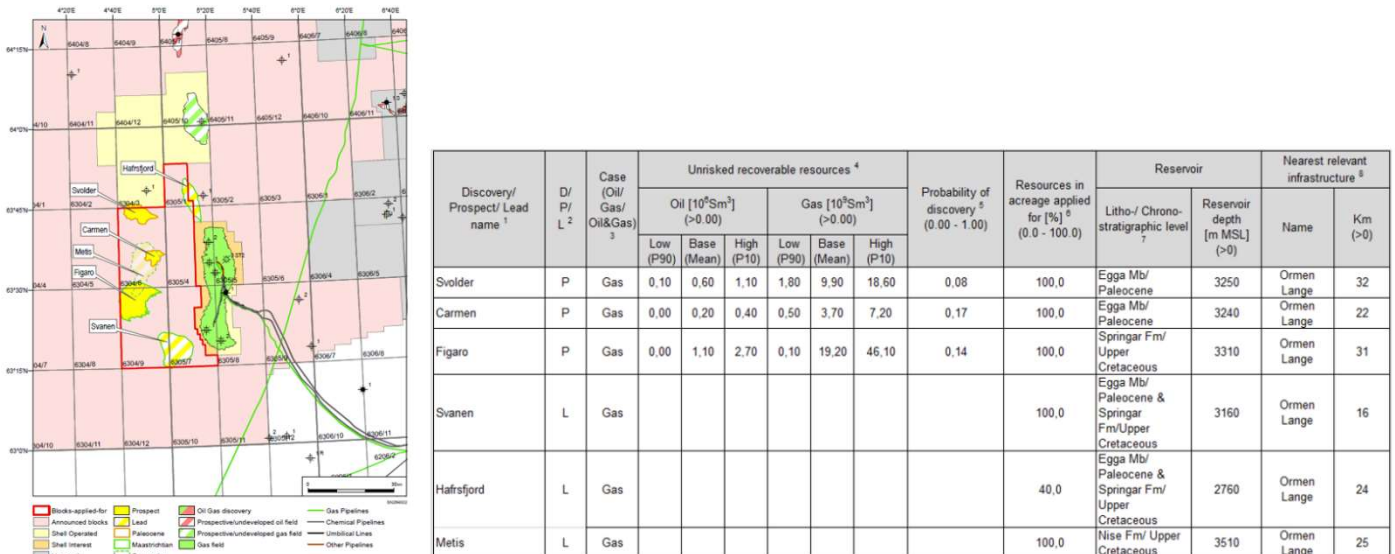 4°20'E 4°40'E 5°0'E 5°20'E 5°40'E 6°0'E 6°20'E 6°40'E
N
64°15'N
6404/8 6404/9 6405/7 6405/8 6405/9 6406/7 6406/8
64°0'N
6404/11 6404/12 6405/10 6405/11 6405/12 6406/10 6406/11
Hafrsfjord
Svolder
63°45'N
6304/2 6304/3 6305/1 6305/2 6305/3 6306/1 6306/2
Carmen
Metis
Figaro
63°30'N
6304/5 6304/6 6305/4 6305/5 6305/6 6306/4 6306/5
Svanen
63°15'N
6304/8 6304/9 6305/7 6305/8 6305/9 6306/7 6306/8
63°0'N
6304/11 6304/12 6305/10 6305/11 6305/12 6306/10 6306/11
6206/2
Blocks-applied-for
Announced blocks
Shell Operated
Shell Interest
Prospect
Lead
Palaeocene
Maastrichtian
Oil Gas discovery
Prospective/undeveloped oil field
Prospective/undeveloped gas field
Gas field
Gas Pipelines
Chemical Pipelines
Umbilical Lines
Other Pipelines
Discovery/ Prospect/ Lead name 1
D/ P/ L 2
Case (Oil/ Gas/ Oil&Gas) 3
Unrisked recoverable resources 4
Oil [10⁶Sm³] (>0.00)
Gas [10⁹Sm³] (>0.00)
Low (P90) Base (Mean) High (P10) Low (P90) Base (Mean) High (P10)
Probability of discovery 5 (0.00 - 1.00)
Resources in acreage applied for [%] 6 (0.0 - 100.0)
Reservoir
Litho-/ Chrono- stratigraphic level 7
Reservoir depth [m MSL] (>0)
Nearest relevant infrastructure 8
Name
Km (>0)
Svolder P Gas 0,10 0,60 1,10 1,80 9,90 18,60 0,08 100,0 Egga Mb/ Paleocene 3250 Ormen Lange 32
Carmen P Gas 0,00 0,20 0,40 0,50 3,70 7,20 0,17 100,0 Egga Mb/ Paleocene 3240 Ormen Lange 22
Figaro P Gas 0,00 1,10 2,70 0,10 19,20 46,10 0,14 100,0 Springar Fm/ Upper Cretaceous 3310 Ormen Lange 31
Svanen L Gas 100,0 Egga Mb/ Paleocene & Springar Fm/Upper Cretaceous 3160 Ormen Lange 16
Hafrsfjord L Gas 40,0 Egga Mb/ Paleocene & Springar Fm/ Upper Cretaceous 2760 Ormen Lange 24
Metis L Gas 100,0 Nise Fm/ Upper Cretaceous 3510 Ormen Lange 25